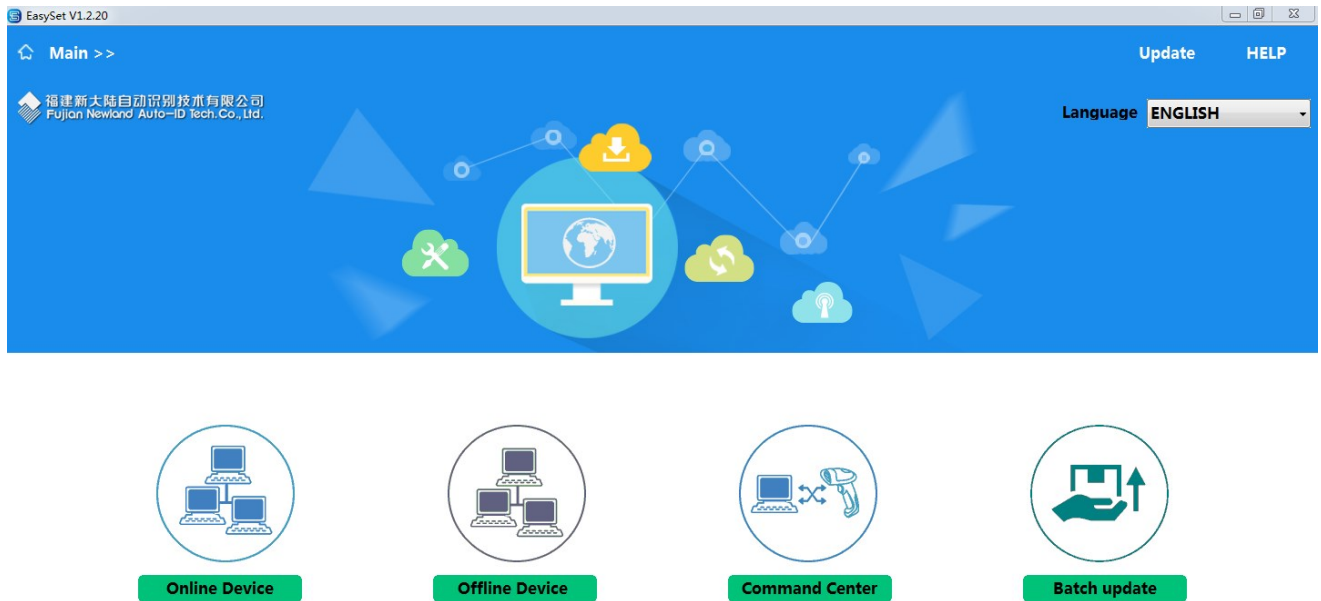 EasySet V1.2.20
Main >>
Update
HELP
福建新大陆自动识别技术有限公司
Fujian Newland Auto-ID Tech.Co.,Ltd.
Language
ENGLISH
Online Device
Offline Device
Command Center
Batch update